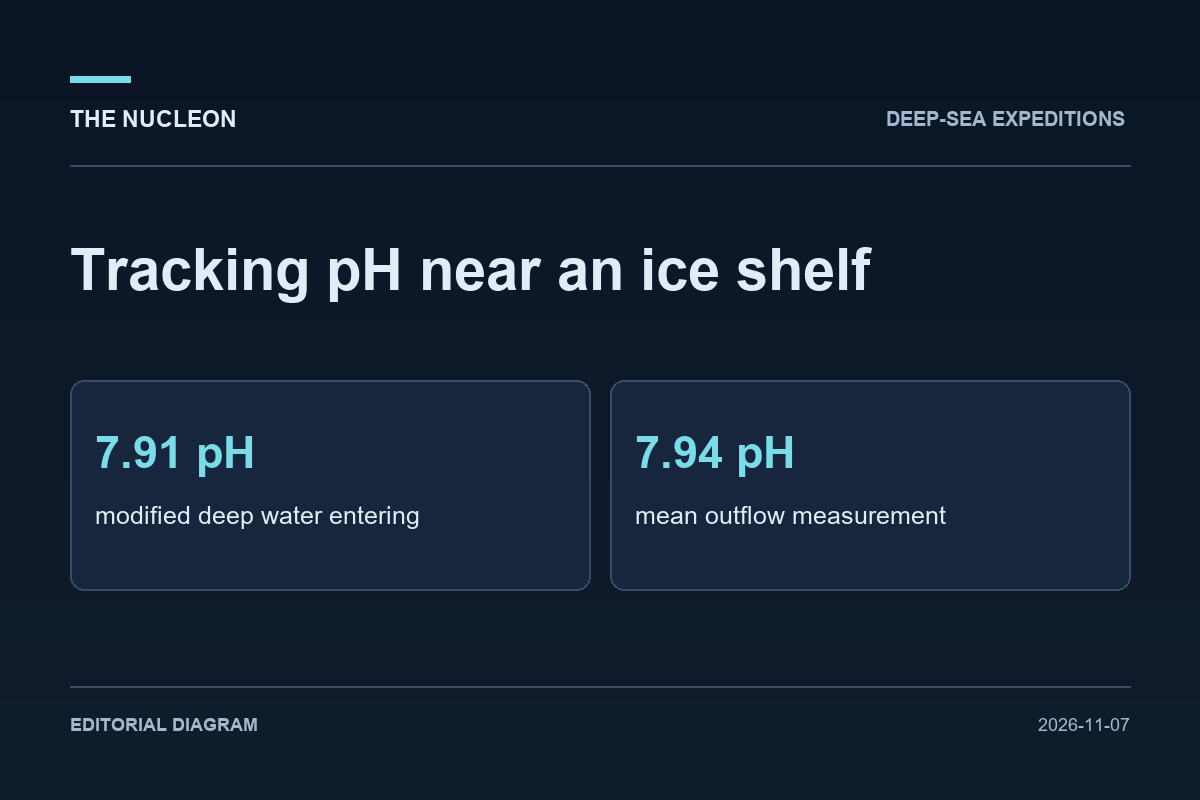 THE NUCLEON
DEEP-SEA EXPEDITIONS
Tracking pH near an ice shelf
7.91 pH
modified deep water entering
7.94 pH
mean outflow measurement
EDITORIAL DIAGRAM
2026-11-07